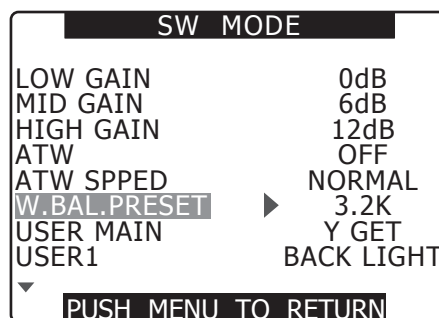 SW MODE
LOW GAIN 0dB
MID GAIN 6dB
HIGH GAIN 12dB
ATW OFF
ATW SPPED NORMAL
W.BAL.PRESET 3.2K
USER MAIN Y GET
USER1 BACK LIGHT
PUSH MENU TO RETURN